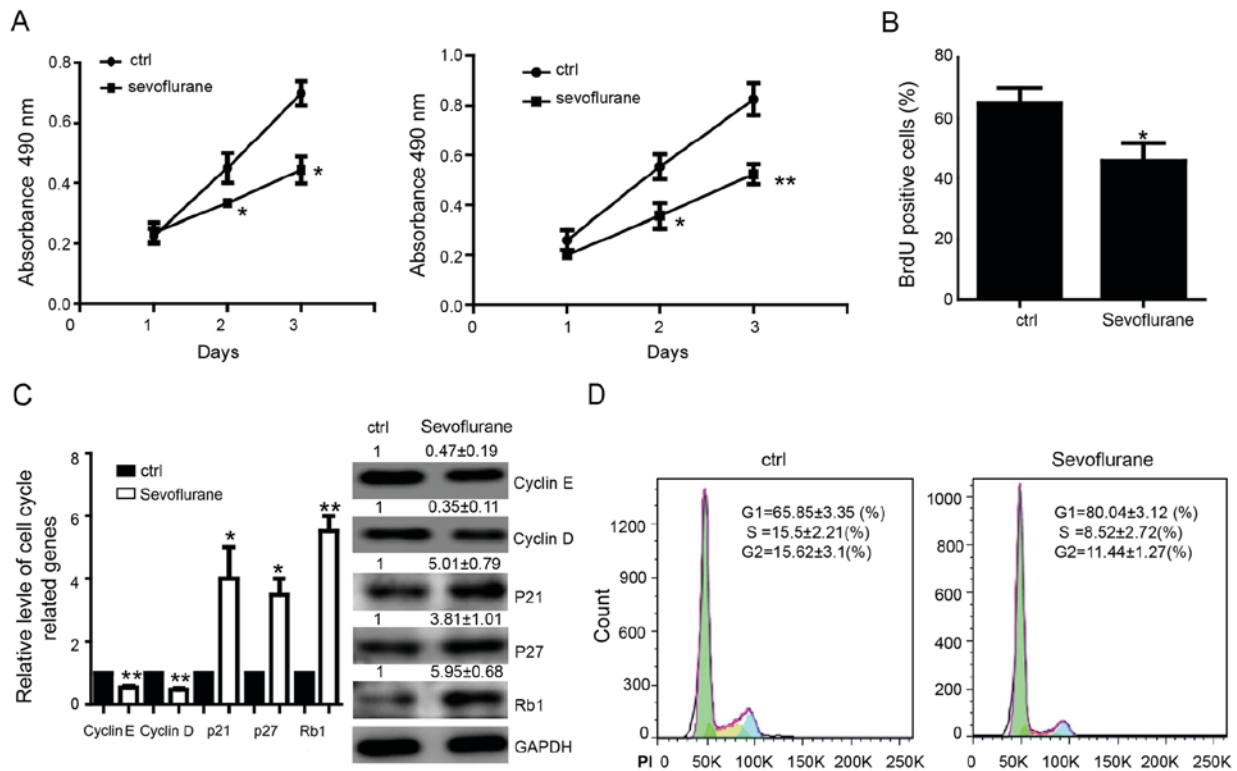 A
ctrl
sevoflurane
Absorbance 490 nm
0.8
0.6
0.4
0.2
0.0
*
*
0 1 2 3
Days
ctrl
sevoflurane
Absorbance 490 nm
1.0
0.8
0.6
0.4
0.2
0.0
*
**
0 1 2 3
Days
B
BrdU positive cells (%)
80
60
40
20
0
*
ctrl Sevoflurane
C
Relative levle of cell cycle
related genes
8
6
4
2
0
ctrl
Sevoflurane
** ** * * **
Cyclin E Cyclin D p21 p27 Rb1
ctrl Sevoflurane
1 0.47±0.19
Cyclin E
1 0.35±0.11
Cyclin D
1 5.01±0.79
P21
1 3.81±1.01
P27
1 5.95±0.68
Rb1
GAPDH
D
ctrl
Count
1200
900
600
300
0
G1=65.85±3.35 (%)
S =15.5±2.21(%)
G2=15.62±3.1(%)
PI 0 50K 100K 150K 200K 250K
Sevoflurane
1000
800
600
400
200
0
G1=80.04±3.12 (%)
S =8.52±2.72(%)
G2=11.44±1.27(%)
0 50K 100K 150K 200K 250K